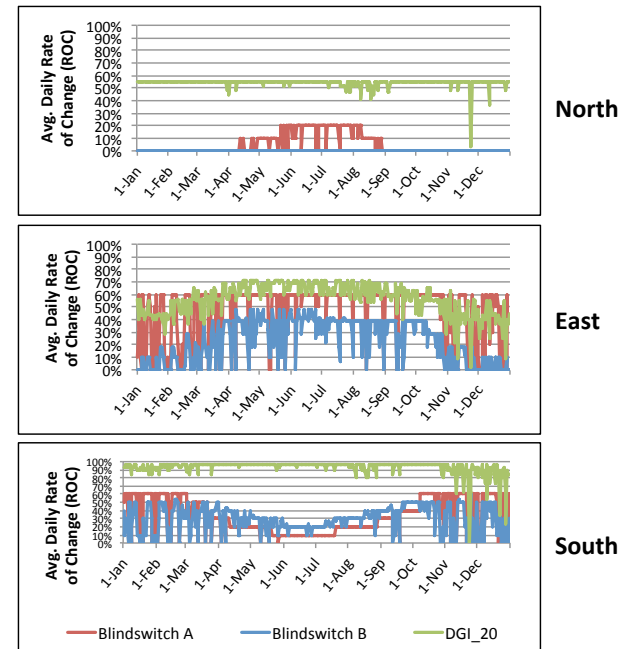 Avg. Daily Rate
of Change (ROC)
100%
90%
80%
70%
60%
50%
40%
30%
20%
10%
0%
1-Jan
1-Feb
1-Mar
1-Apr
1-May
1-Jun
1-Jul
1-Aug
1-Sep
1-Oct
1-Nov
1-Dec
North
Avg. Daily Rate
of Change (ROC)
100%
90%
80%
70%
60%
50%
40%
30%
20%
10%
0%
1-Jan
1-Feb
1-Mar
1-Apr
1-May
1-Jun
1-Jul
1-Aug
1-Sep
1-Oct
1-Nov
1-Dec
East
Avg. Daily Rate
of Change (ROC)
100%
90%
80%
70%
60%
50%
40%
30%
20%
10%
0%
1-Jan
1-Feb
1-Mar
1-Apr
1-May
1-Jun
1-Jul
1-Aug
1-Sep
1-Oct
1-Nov
1-Dec
South
Blindswitch A
Blindswitch B
DGI_20